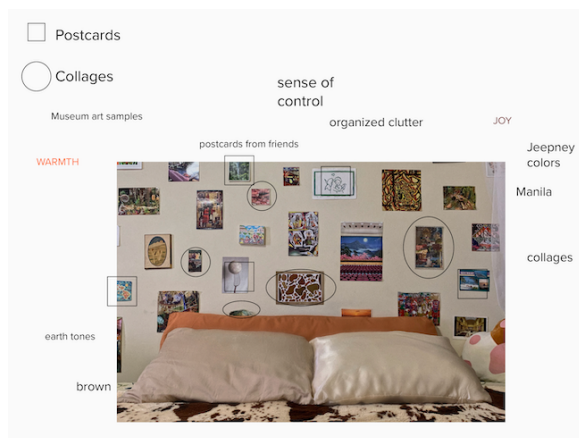 Postcards
Collages
sense of
control
Museum art samples
organized clutter
JOY
postcards from friends
Jeepney
colors
WARMTH
Manila
collages
earth tones
brown